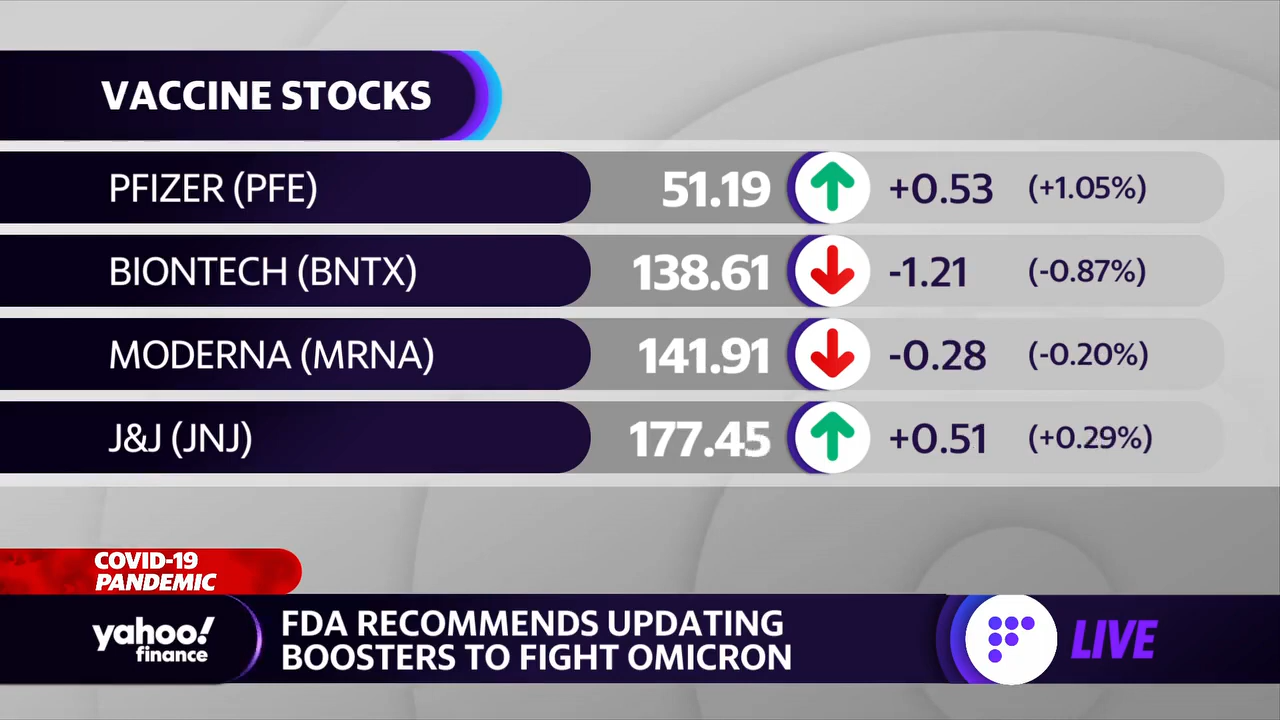 VACCINE STOCKS
PFIZER (PFE) 51.19 +0.53 (+1.05%)
BIONTECH (BNTX) 138.61 -1.21 (-0.87%)
MODERNA (MRNA) 141.91 -0.28 (-0.20%)
J&J (JNJ) 177.45 +0.51 (+0.29%)
COVID-19
PANDEMIC
yahoo!
finance
FDA RECOMMENDS UPDATING
BOOSTERS TO FIGHT OMICRON
LIVE